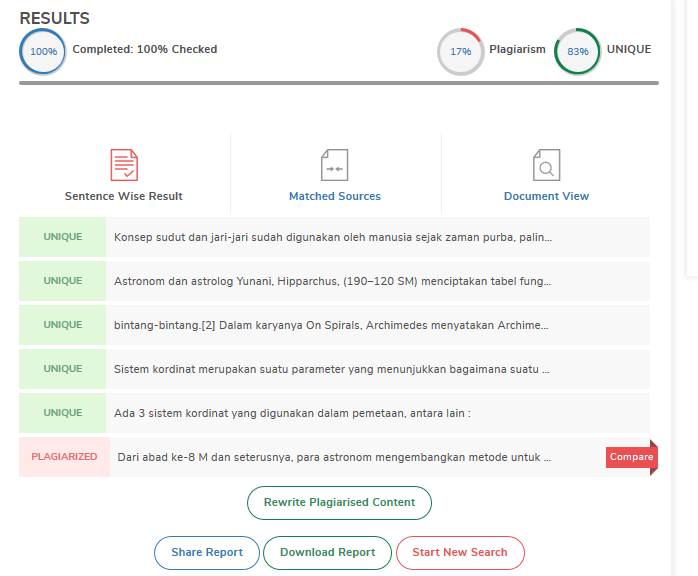 RESULTS
100% Completed: 100% Checked 17% Plagiarism 83% UNIQUE
Sentence Wise Result Matched Sources Document View
UNIQUE Konsep sudut dan jari-jari sudah digunakan oleh manusia sejak zaman purba, palin...
UNIQUE Astronom dan astrolog Yunani, Hipparchus, (190–120 SM) menciptakan tabel fung...
UNIQUE bintang-bintang.[2] Dalam karyanya On Spirals, Archimedes menyatakan Archime...
UNIQUE Sistem kordinat merupakan suatu parameter yang menunjukkan bagaimana suatu ...
UNIQUE Ada 3 sistem kordinat yang digunakan dalam pemetaan, antara lain :
PLAGIARIZED Dari abad ke-8 M dan seterusnya, para astronom mengembangkan metode untuk ... Compare
Rewrite Plagiarised Content
Share Report Download Report Start New Search